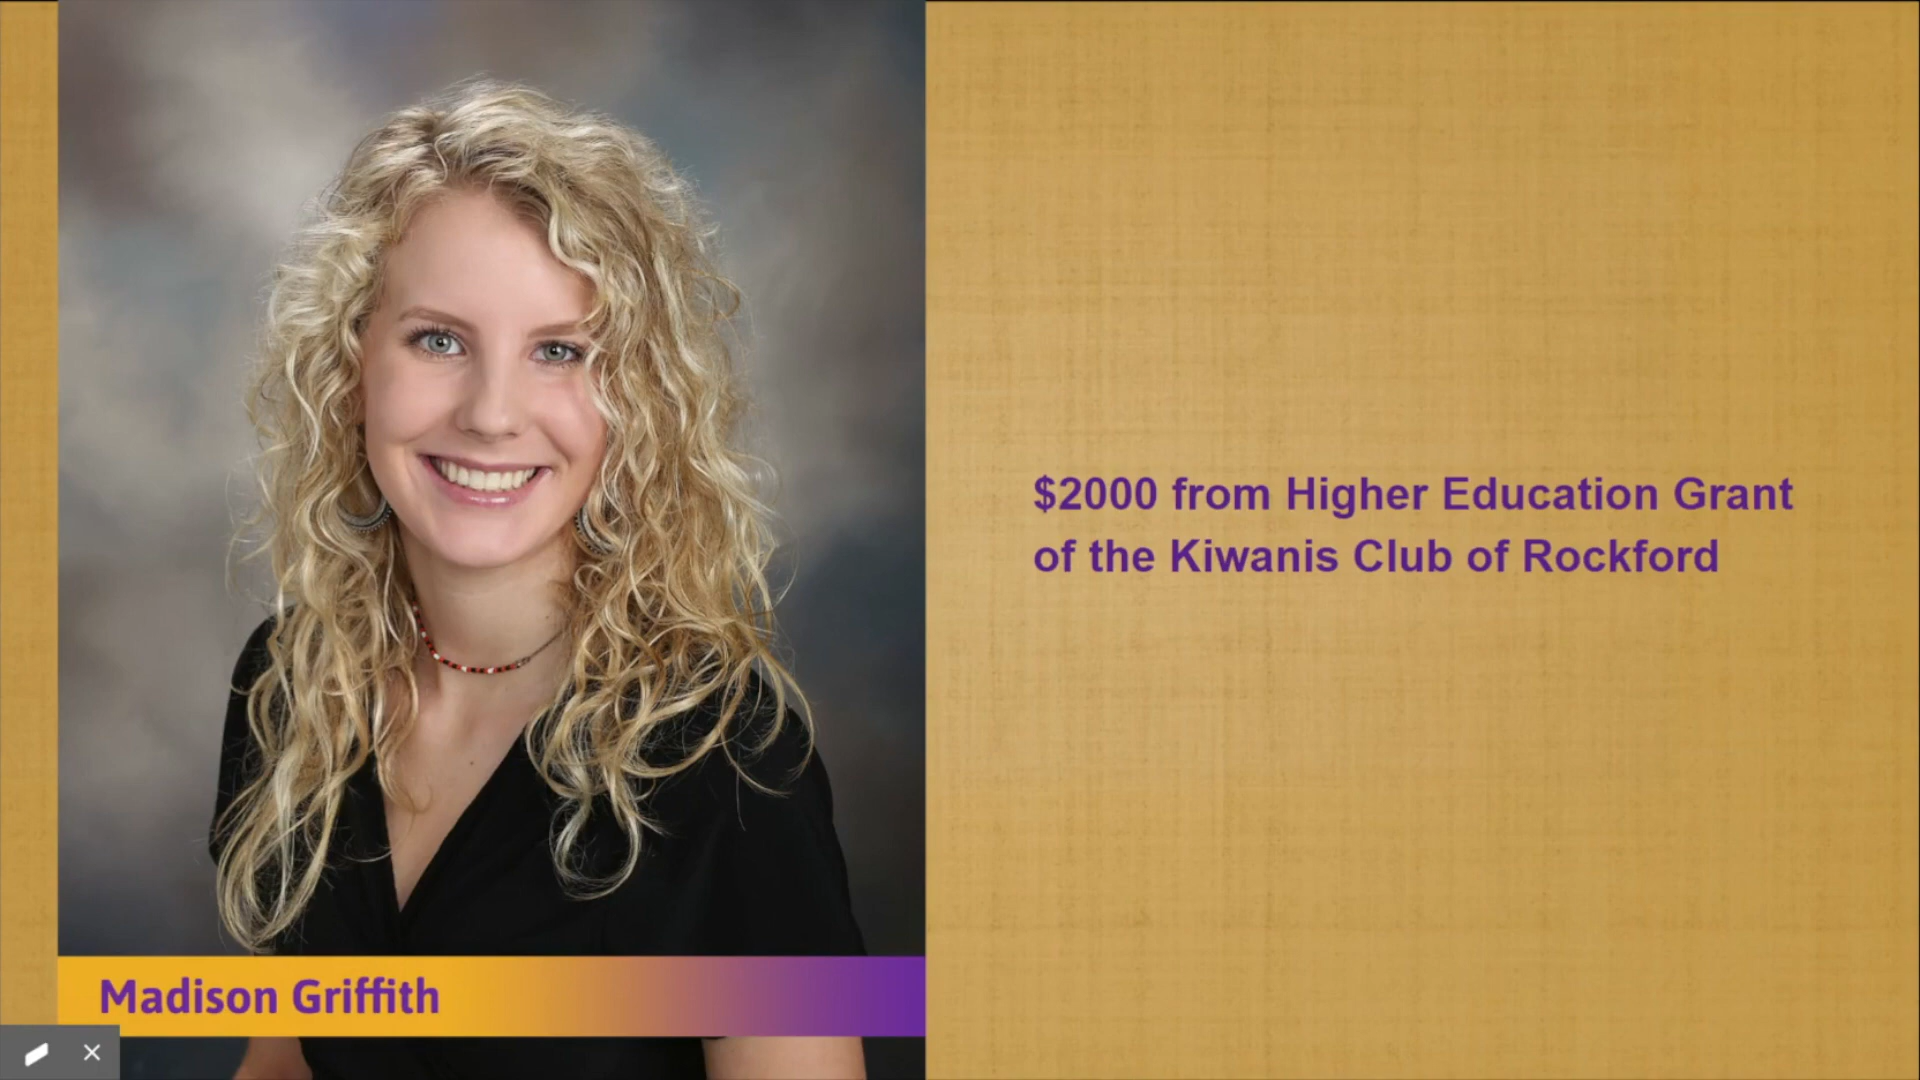 $2000 from Higher Education Grant
of the Kiwanis Club of Rockford
Madison Griffith